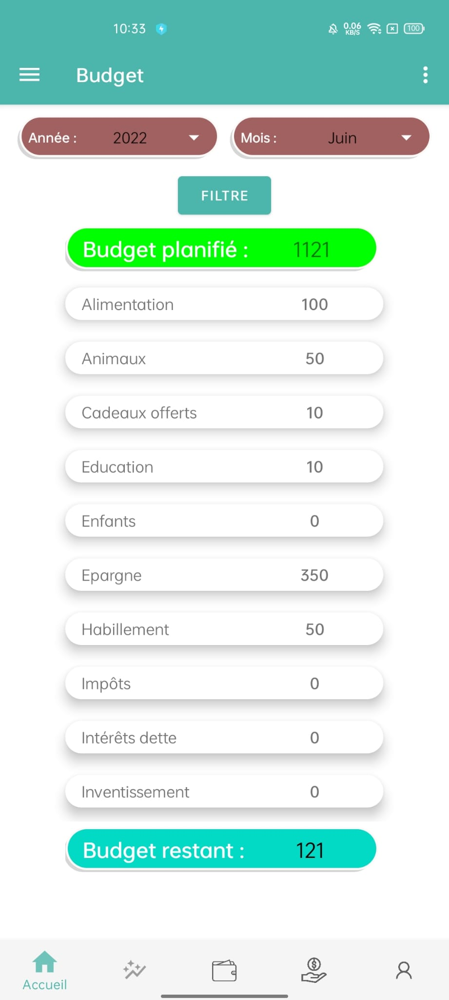 10:33 0.06 KB/S 100
Budget
Année : 2022 Mois : Juin
FILTRE
Budget planifié : 1121
Alimentation 100
Animaux 50
Cadeaux offerts 10
Education 10
Enfants 0
Epargne 350
Habillement 50
Impôts 0
Intérêts dette 0
Inventissement 0
Budget restant : 121
Accueil